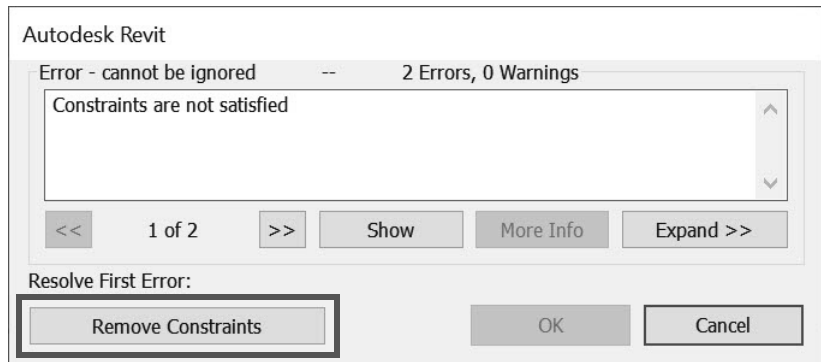 Autodesk Revit
Error - cannot be ignored -- 2 Errors, 0 Warnings
Constraints are not satisfied
<< 1 of 2 >> Show More Info Expand >>
Resolve First Error:
Remove Constraints OK Cancel